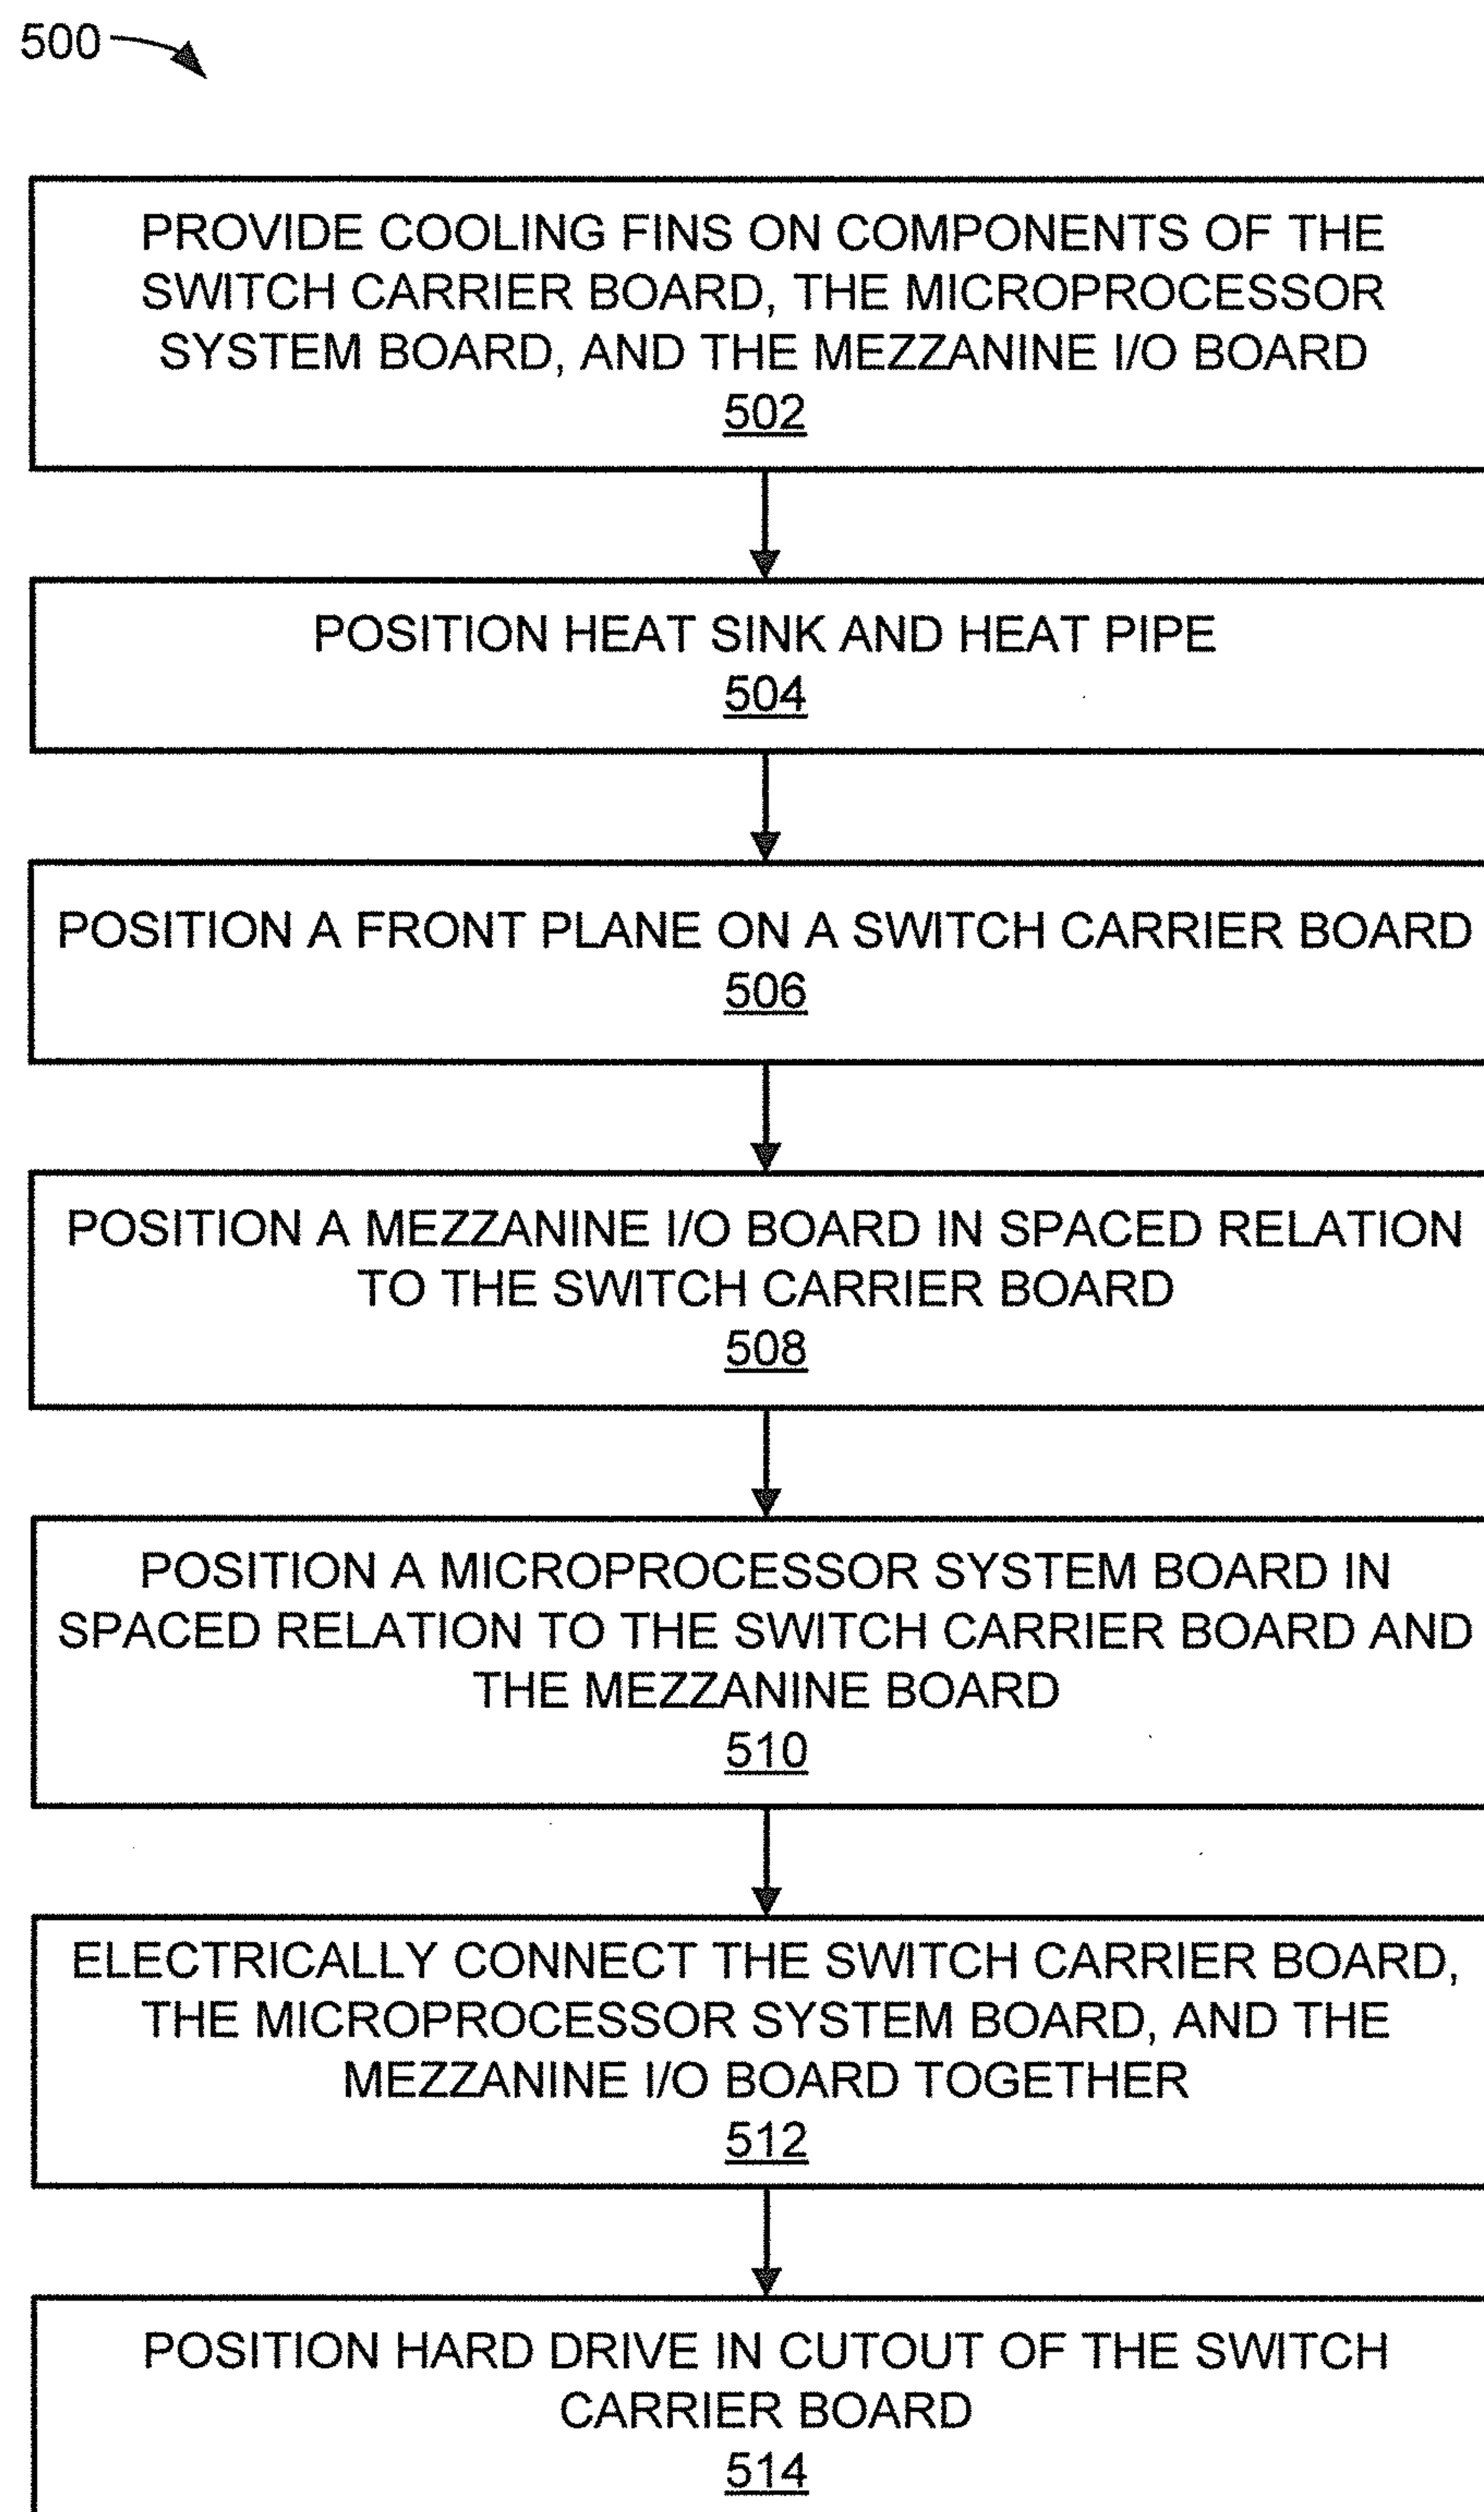 500
PROVIDE COOLING FINS ON COMPONENTS OF THE
SWITCH CARRIER BOARD, THE MICROPROCESSOR
SYSTEM BOARD, AND THE MEZZANINE I/O BOARD
502
POSITION HEAT SINK AND HEAT PIPE
504
POSITION A FRONT PLANE ON A SWITCH CARRIER BOARD
506
POSITION A MEZZANINE I/O BOARD IN SPACED RELATION
TO THE SWITCH CARRIER BOARD
508
POSITION A MICROPROCESSOR SYSTEM BOARD IN
SPACED RELATION TO THE SWITCH CARRIER BOARD AND
THE MEZZANINE BOARD
510
ELECTRICALLY CONNECT THE SWITCH CARRIER BOARD,
THE MICROPROCESSOR SYSTEM BOARD, AND THE
MEZZANINE I/O BOARD TOGETHER
512
POSITION HARD DRIVE IN CUTOUT OF THE SWITCH
CARRIER BOARD
514